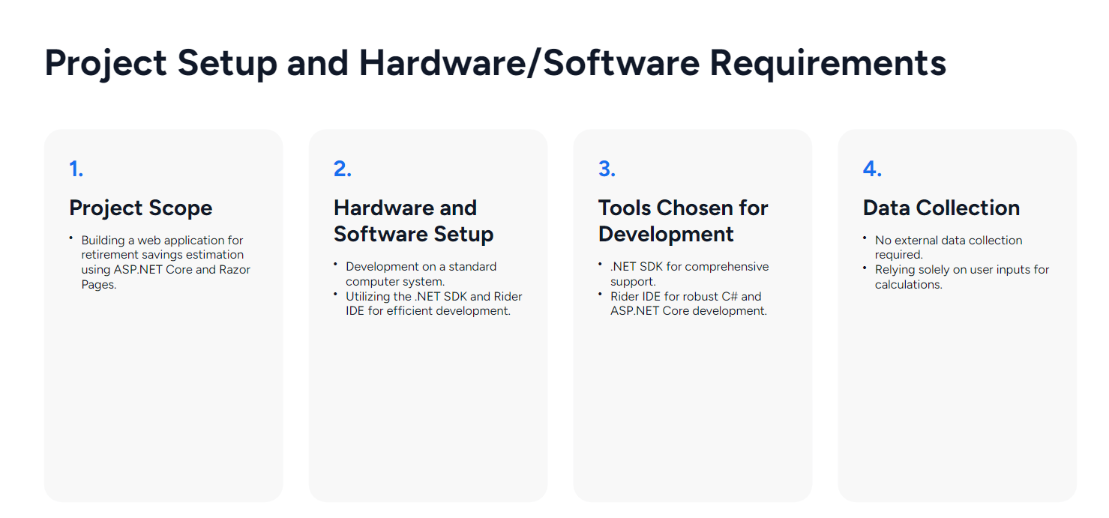 Project Setup and Hardware/Software Requirements
1.
Project Scope
• Building a web application for
retirement savings estimation
using ASP.NET Core and Razor
Pages.
2.
Hardware and
Software Setup
• Development on a standard
computer system.
• Utilizing the .NET SDK and Rider
IDE for efficient development.
3.
Tools Chosen for
Development
• .NET SDK for comprehensive
support.
• Rider IDE for robust C# and
ASP.NET Core development.
4.
Data Collection
• No external data collection
required.
• Relying solely on user inputs for
calculations.